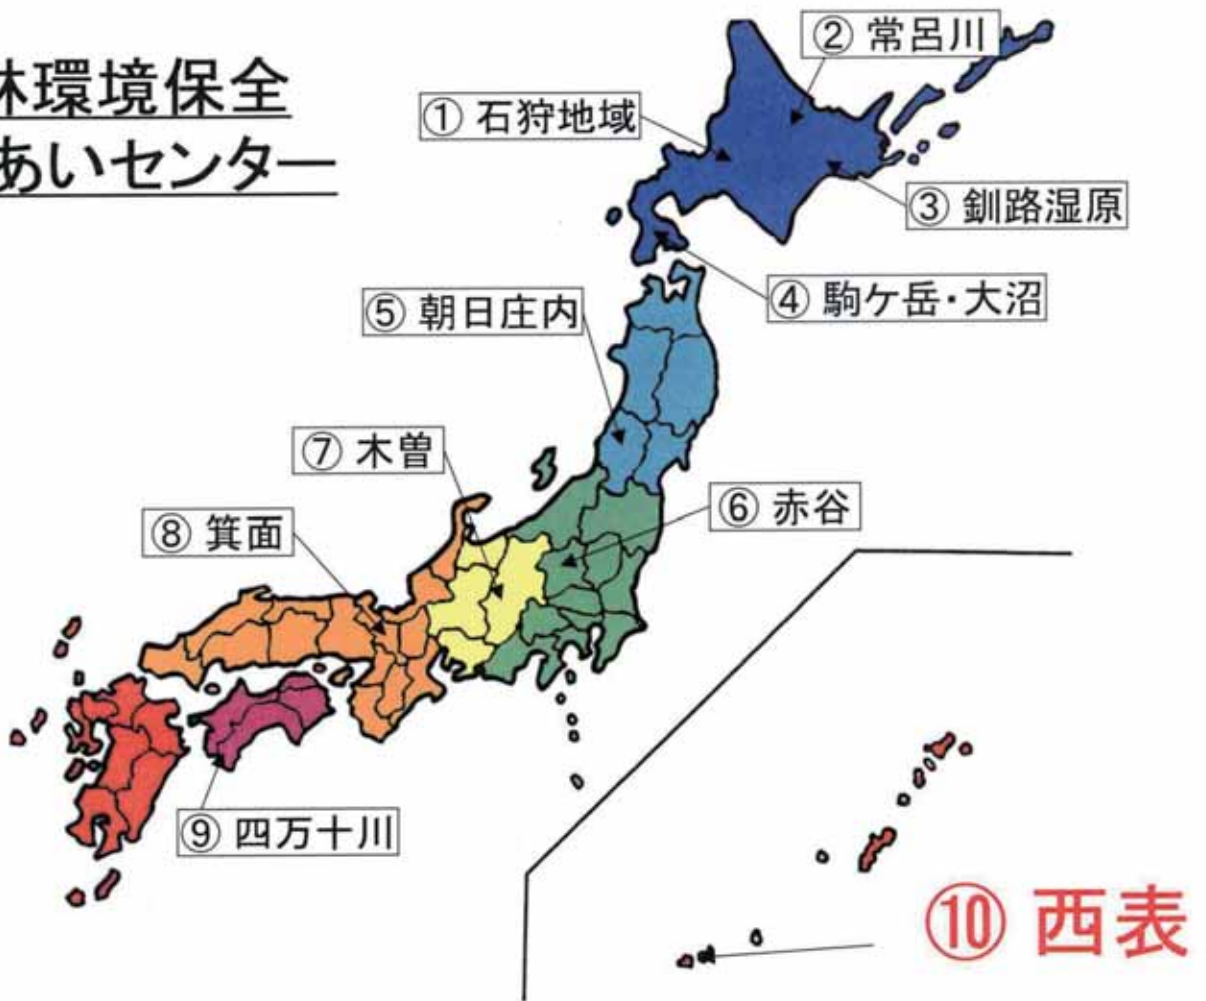 林環境保全
あいセンター
② 常呂川
① 石狩地域
③ 釧路湿原
④ 駒ケ岳・大沼
⑤ 朝日庄内
⑦ 木曽
⑥ 赤谷
⑧ 箕面
⑨ 四万十川
⑩ 西表